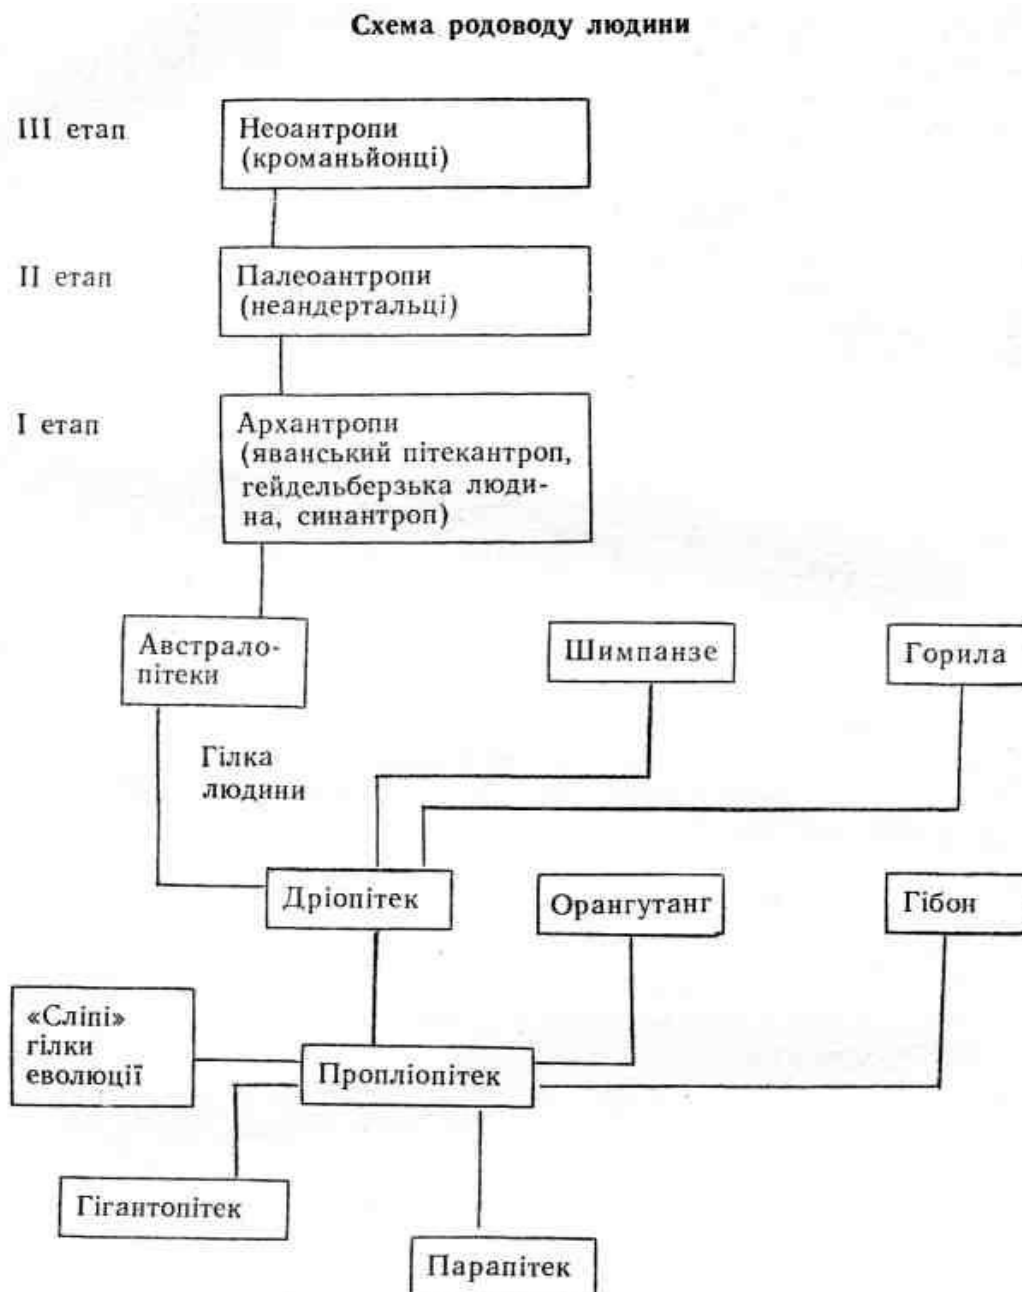 Схема родоводу людини
III етап
Неоантропи
(кроманьйонці)
II етап
Палеоантропи
(неандертальці)
I етап
Архантропи
(яванський пітекантроп,
гейдельберзька люди-
на, синантроп)
Австрало-
пітеки
Шимпанзе
Горила
Гілка
людини
Дріопітек
Орангутанг
Гібон
«Сліпі»
гілки
еволюції
Пропліопітек
Гігантопітек
Парапітек